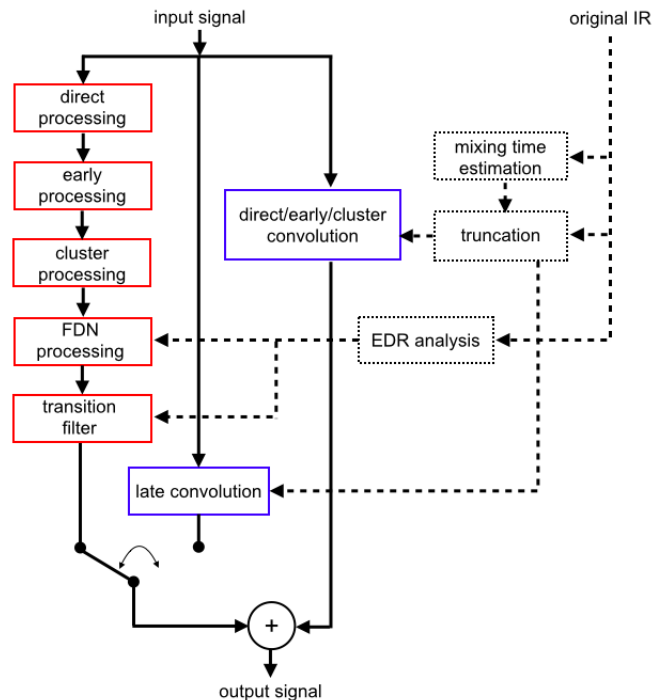 input signal
original IR
direct
processing
early
processing
cluster
processing
FDN
processing
transition
filter
direct/early/cluster
convolution
mixing time
estimation
truncation
EDR analysis
late convolution
+
output signal